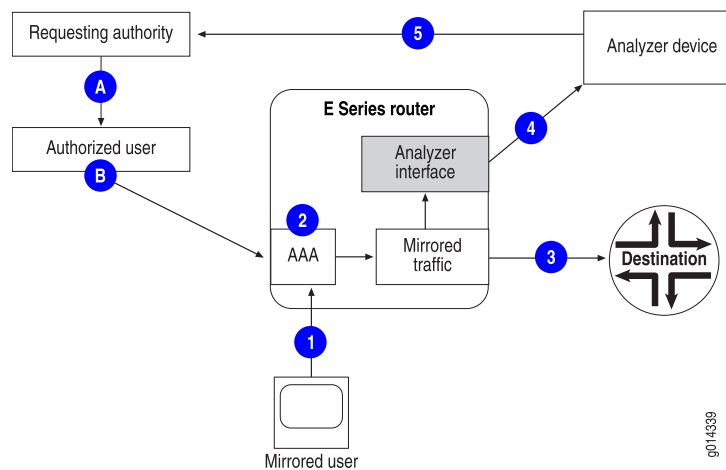 Requesting authority
5
Analyzer device
A
E Series router
4
Authorized user
Analyzer
interface
B
2
AAA
Mirrored
traffic
3
Destination
1
Mirrored user
g014339